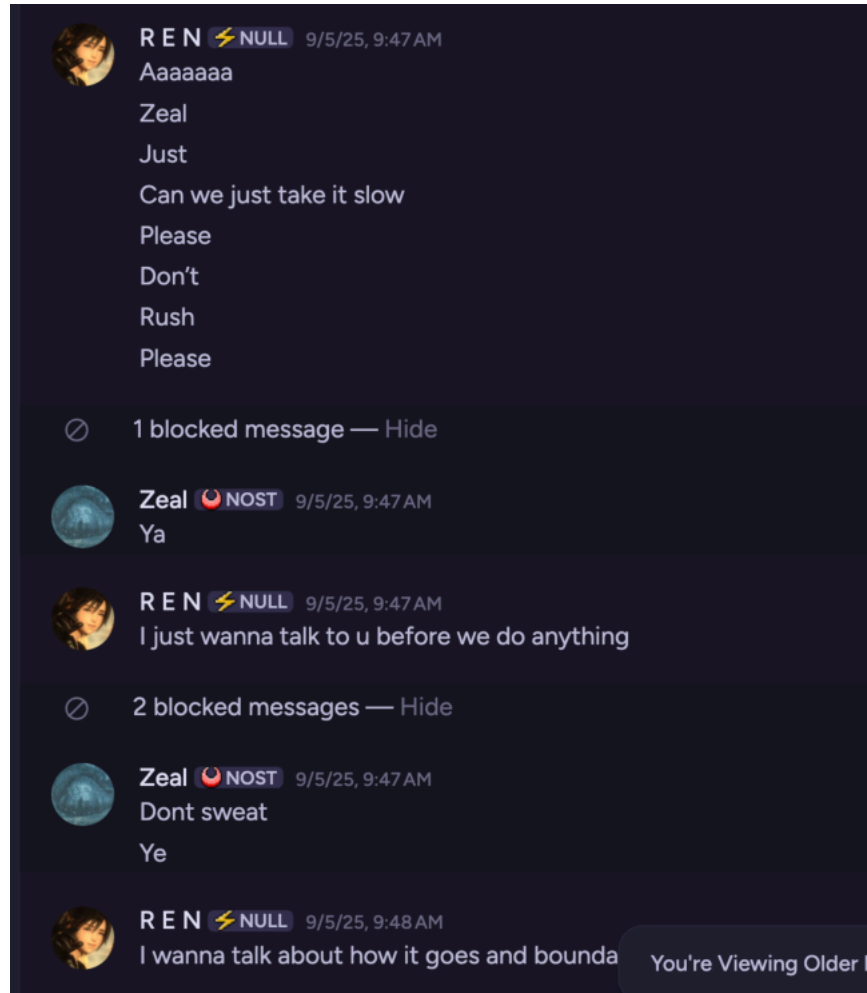 R E N ⚡ NULL 9/5/25, 9:47 AM
Aaaaaaa
Zeal
Just
Can we just take it slow
Please
Don’t
Rush
Please
1 blocked message — Hide
Zeal NOST 9/5/25, 9:47 AM
Ya
R E N ⚡ NULL 9/5/25, 9:47 AM
I just wanna talk to u before we do anything
2 blocked messages — Hide
Zeal NOST 9/5/25, 9:47 AM
Dont sweat
Ye
R E N ⚡ NULL 9/5/25, 9:48 AM
I wanna talk about how it goes and bounda
You're Viewing Older